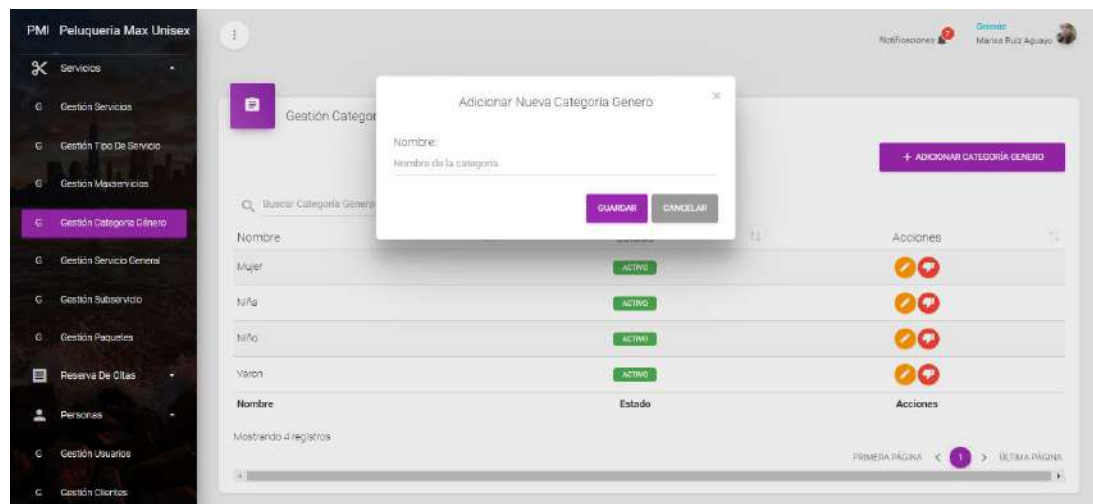 PMI Peluqueria Max Unisex
Servicios
G Gestión Servicios
G Gestión Tipo De Servicio
G Gestión Maxservicios
G Gestión Categoria Género
G Gestión Servicio General
G Gestión Subservicio
G Gestión Paquetes
Reserva De Citas
Personas
G Gestión Usuarios
G Gestión Clientes
Notificaciones
Gerente
Marina Ruiz Aguayo
Gestión Categor
+ ADICIONAR CATEGORÍA GENERO
Buscar Categoria Genero
Adicionar Nueva Categoría Genero ×
Nombre:
Nombre de la categoria
GUARDAR CANCELAR
Nombre Estado Acciones
Mujer ACTIVO
Niña ACTIVO
Niño ACTIVO
Varon ACTIVO
Nombre Estado Acciones
Mostrando 4 registros
PRIMERA PÁGINA < 1 > ÚLTIMA PÁGINA